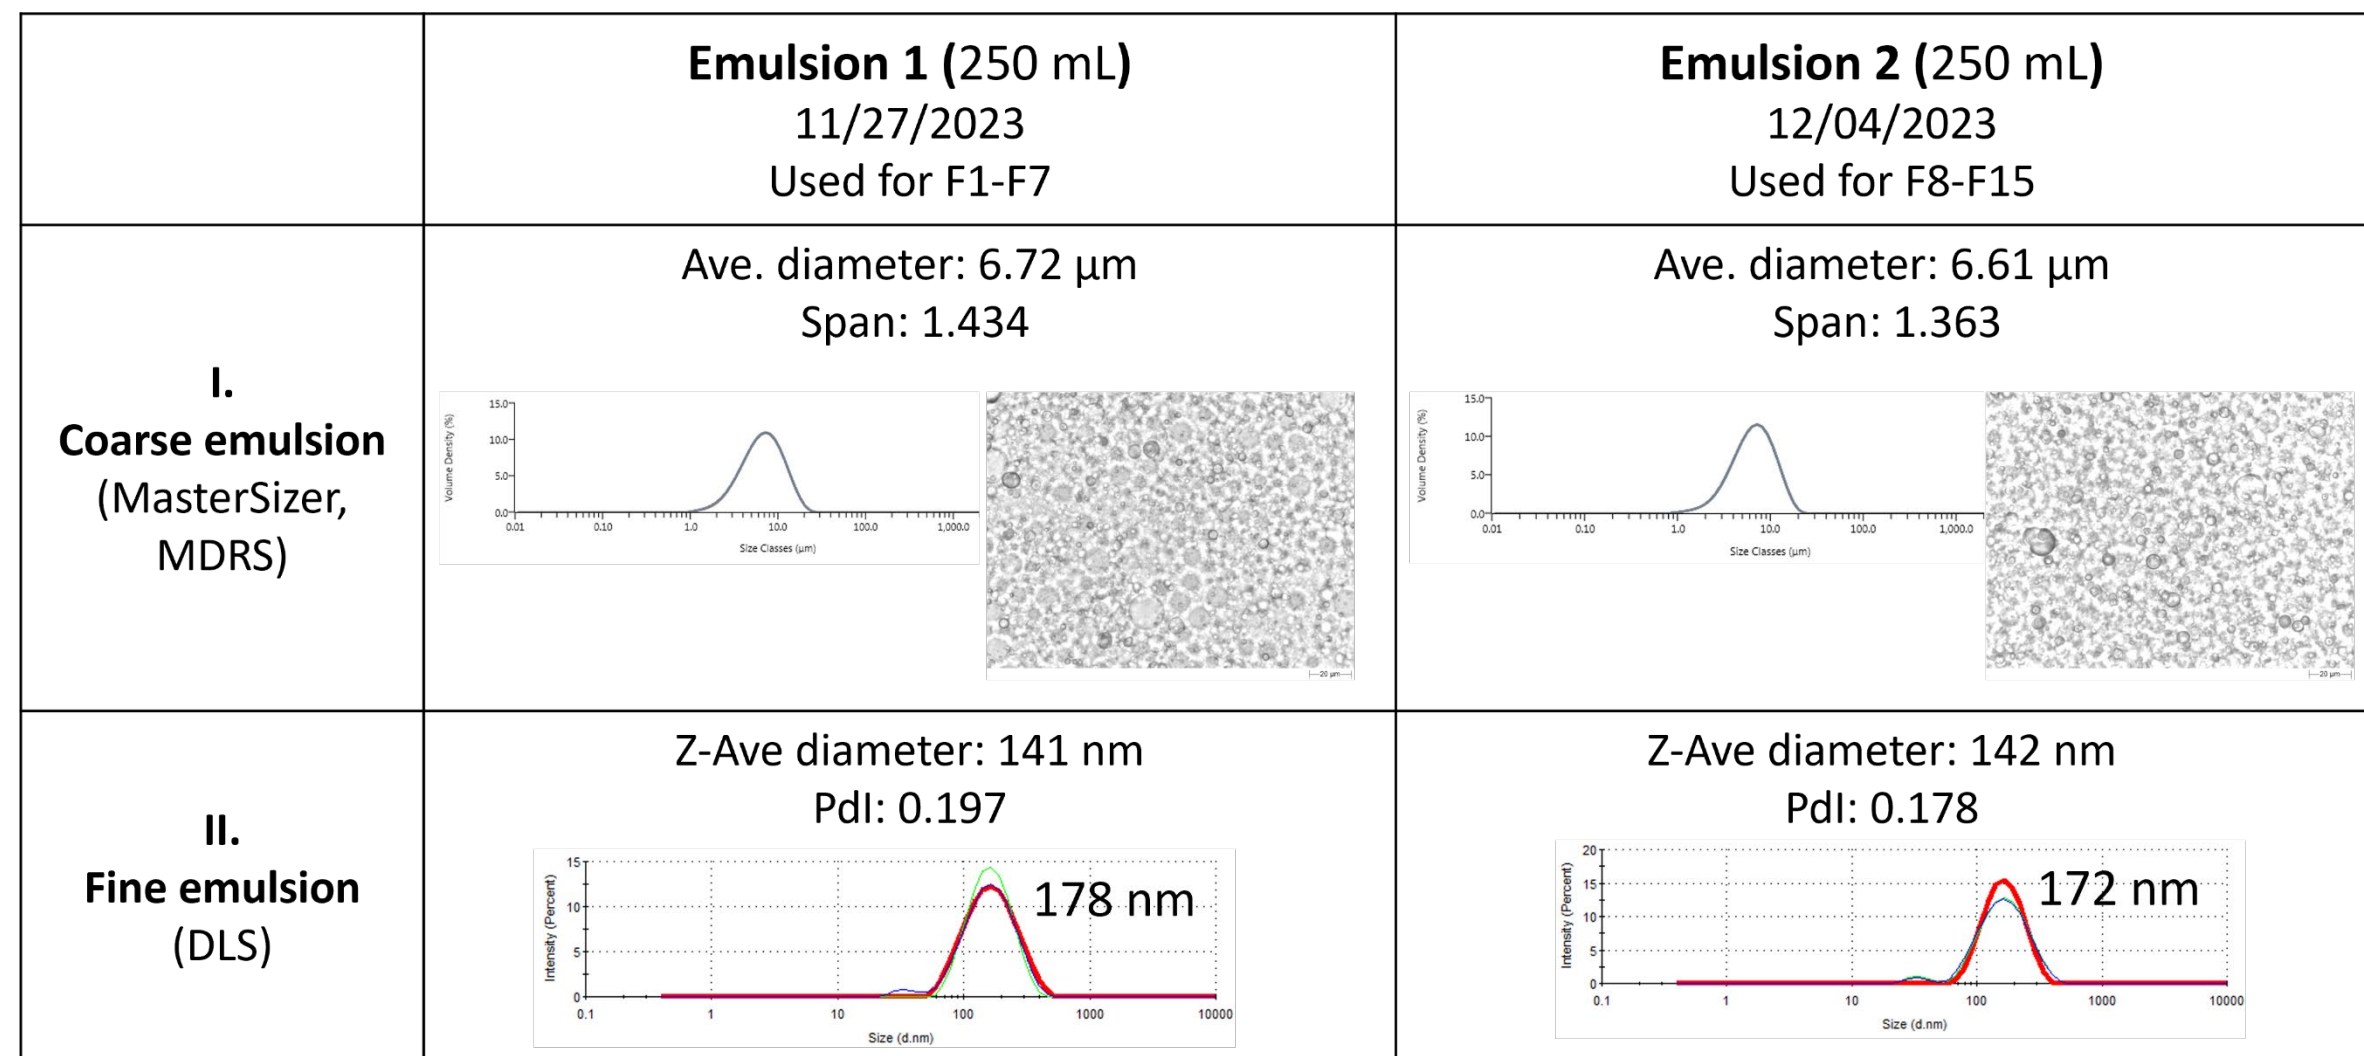 Emulsion 1 (250 mL)
11/27/2023
Used for F1-F7
Emulsion 2 (250 mL)
12/04/2023
Used for F8-F15
I.
Coarse emulsion
(MasterSizer,
MDRS)
Ave. diameter: 6.72 µm
Span: 1.434
Volume Density (%)
15.0
10.0
5.0
0.0
0.01 0.10 1.0 10.0 100.0 1,000.0
Size Classes (µm)
20 µm
Ave. diameter: 6.61 µm
Span: 1.363
Volume Density (%)
15.0
10.0
5.0
0.0
0.01 0.10 1.0 10.0 100.0 1,000.0
Size Classes (µm)
20 µm
II.
Fine emulsion
(DLS)
Z-Ave diameter: 141 nm
PdI: 0.197
Intensity (Percent)
15
10
5
0
178 nm
0.1 1 10 100 1000 10000
Size (d.nm)
Z-Ave diameter: 142 nm
PdI: 0.178
Intensity (Percent)
20
15
10
5
0
172 nm
0.1 1 10 100 1000 10000
Size (d.nm)